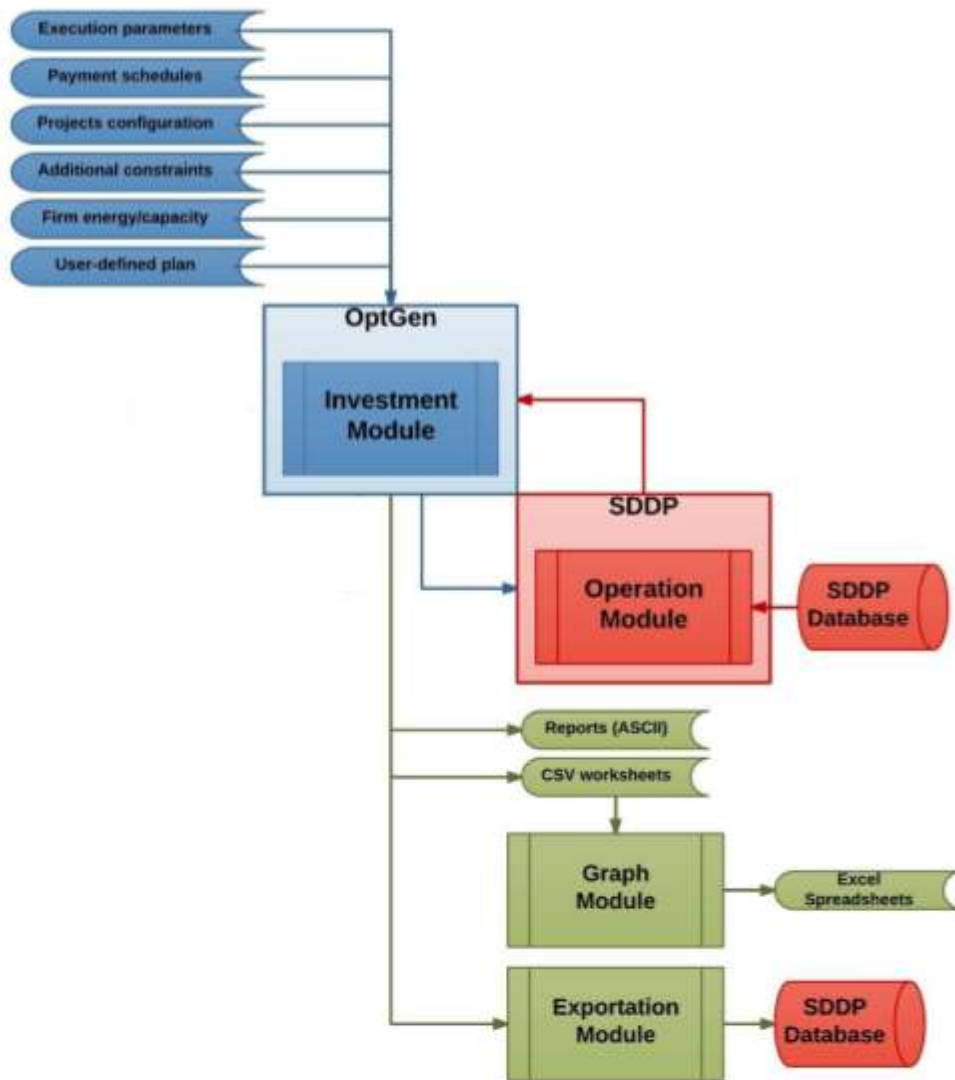 Execution parameters
Payment schedules
Projects configuration
Additional constraints
Firm energy/capacity
User-defined plan
OptGen
Investment
Module
SDDP
Operation
Module
SDDP
Database
Reports (ASCII)
CSV worksheets
Graph
Module
Excel
Spreadsheets
Exportation
Module
SDDP
Database